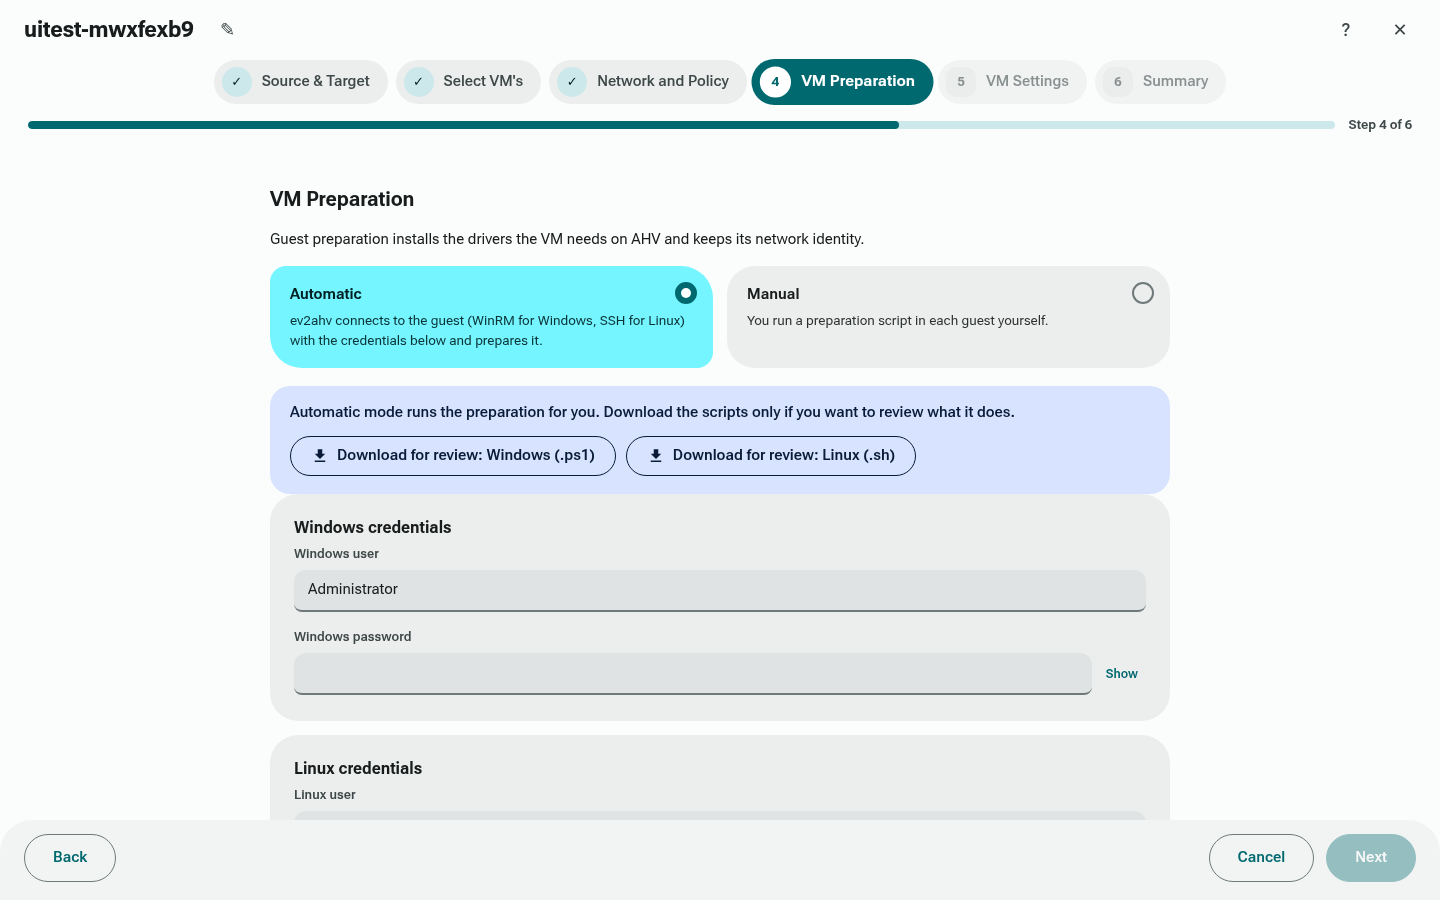 uitest-mwxfexb9 ✎ ? ✕
✓ Source & Target ✓ Select VM's ✓ Network and Policy 4 VM Preparation 5 VM Settings 6 Summary
Step 4 of 6
VM Preparation
Guest preparation installs the drivers the VM needs on AHV and keeps its network identity.
Automatic
ev2ahv connects to the guest (WinRM for Windows, SSH for Linux)
with the credentials below and prepares it.
Manual
You run a preparation script in each guest yourself.
Automatic mode runs the preparation for you. Download the scripts only if you want to review what it does.
Download for review: Windows (.ps1) Download for review: Linux (.sh)
Windows credentials
Windows user
Administrator
Windows password
Show
Linux credentials
Linux user
Back Cancel Next